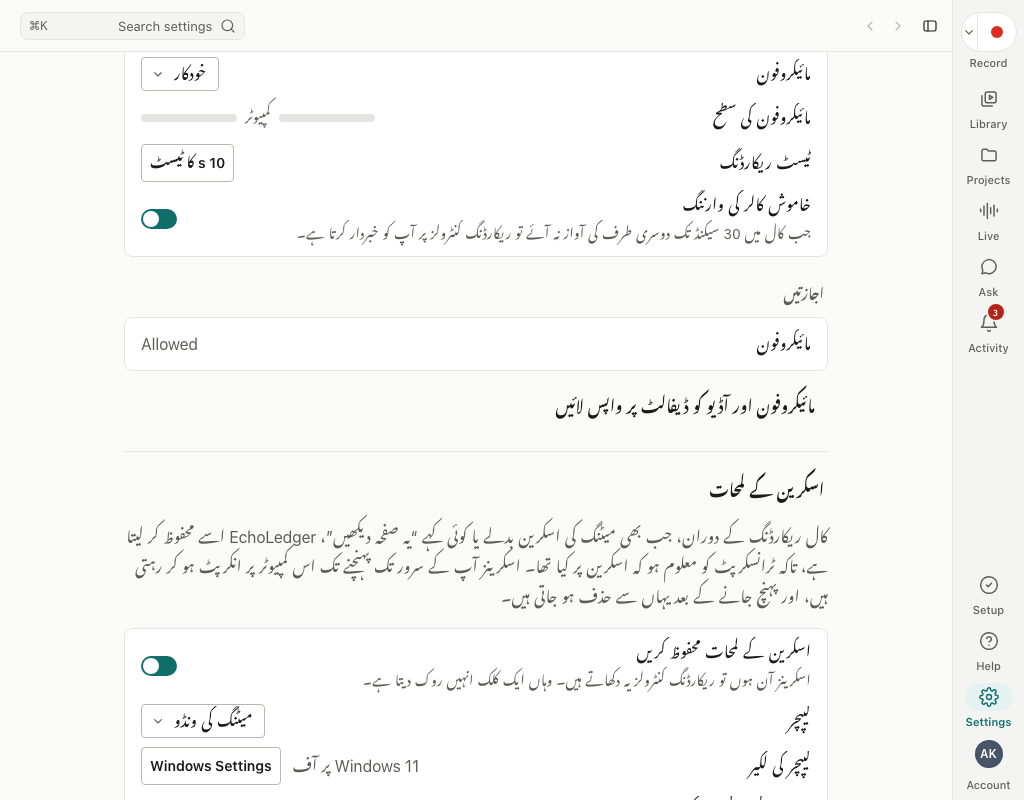 ⌘K
Search settings
Record
Library
Projects
Live
Ask
3
Activity
Setup
Help
Settings
AK
Account
مائیکروفون
خودکار
مائیکروفون کی سطح
کمپیوٹر
ٹیسٹ ریکارڈنگ
10 s کا ٹیسٹ
خاموش کالر کی وارننگ
جب کال میں 30 سیکنڈ تک دوسری طرف کی آواز نہ آئے تو ریکارڈنگ کنٹرولز پر آپ کو خبردار کرتا ہے۔
اجازتیں
مائیکروفون
Allowed
مائیکروفون اور آڈیو کو ڈیفالٹ پر واپس لائیں
اسکرین کے لمحات
کال ریکارڈنگ کے دوران، جب بھی میٹنگ کی اسکرین بدلے یا کوئی کہے “یہ صفحہ دیکھیں”، EchoLedger اسے محفوظ کر لیتا
ہے، تاکہ ٹرانسکرپٹ کو معلوم ہو کہ اسکرین پر کیا تھا۔ اسکرینز آپ کے سرور تک پہنچنے تک اس کمپیوٹر پر انکرپٹ ہو کر رہتی
ہیں، اور پہنچ جانے کے بعد یہاں سے حذف ہو جاتی ہیں۔
اسکرین کے لمحات محفوظ کریں
اسکرینز آن ہوں تو ریکارڈنگ کنٹرولز یہ دکھاتے ہیں۔ وہاں ایک کلک انہیں روک دیتا ہے۔
کیپچر
میٹنگ کی ونڈو
کیپچر کی لکیر
Windows 11 پر آف
Windows Settings